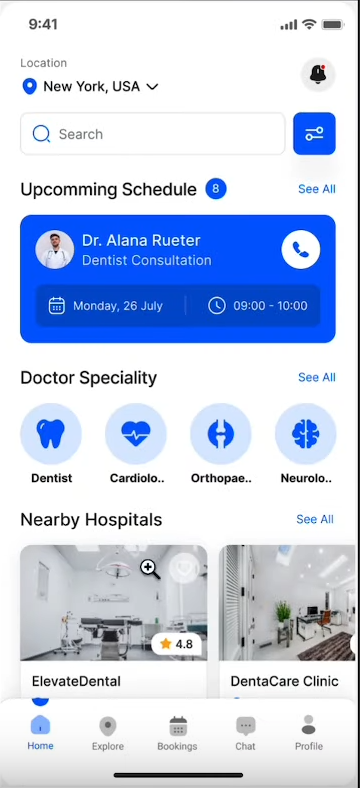 9:41
Location
New York, USA
Search
Upcomming Schedule 8
See All
Dr. Alana Rueter
Dentist Consultation
Monday, 26 July
09:00 - 10:00
Doctor Speciality
See All
Dentist
Cardiolo..
Orthopae..
Neurolo..
Nearby Hospitals
See All
4.8
ElevateDental
DentaCare Clinic
Home
Explore
Bookings
Chat
Profile